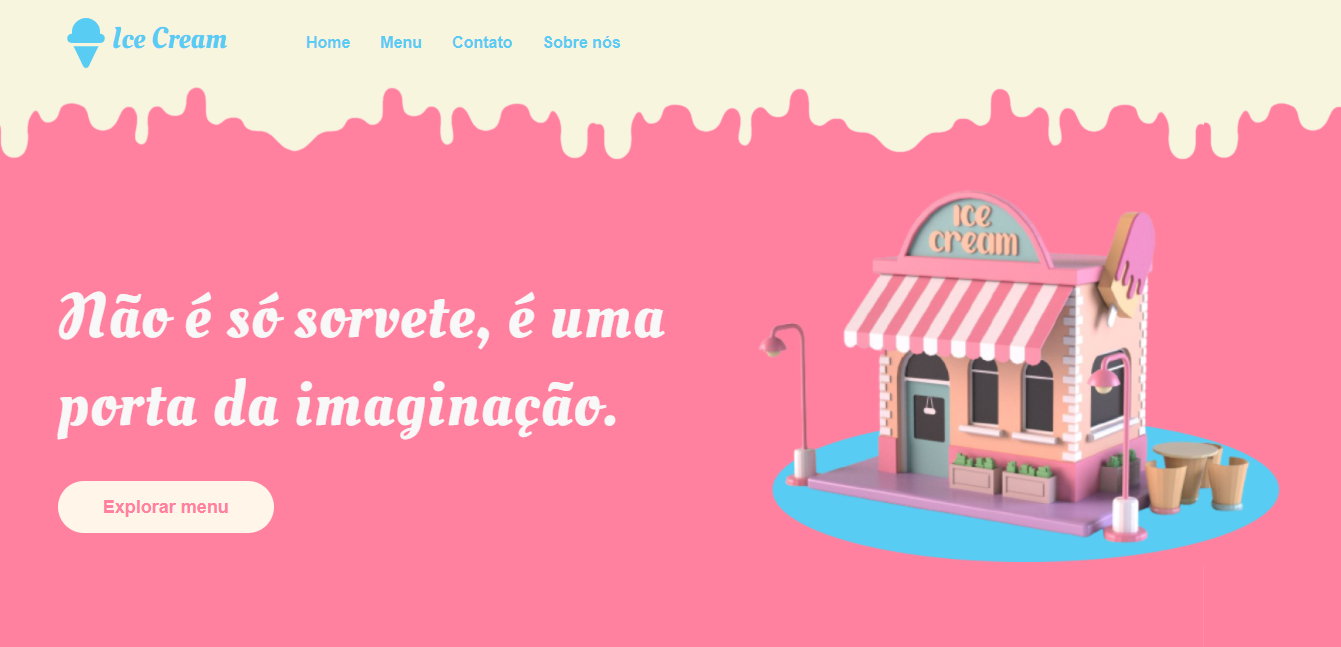 Ice Cream
Home Menu Contato Sobre nós
ice
cream
Não é só sorvete, é uma
porta da imaginação.
Explorar menu